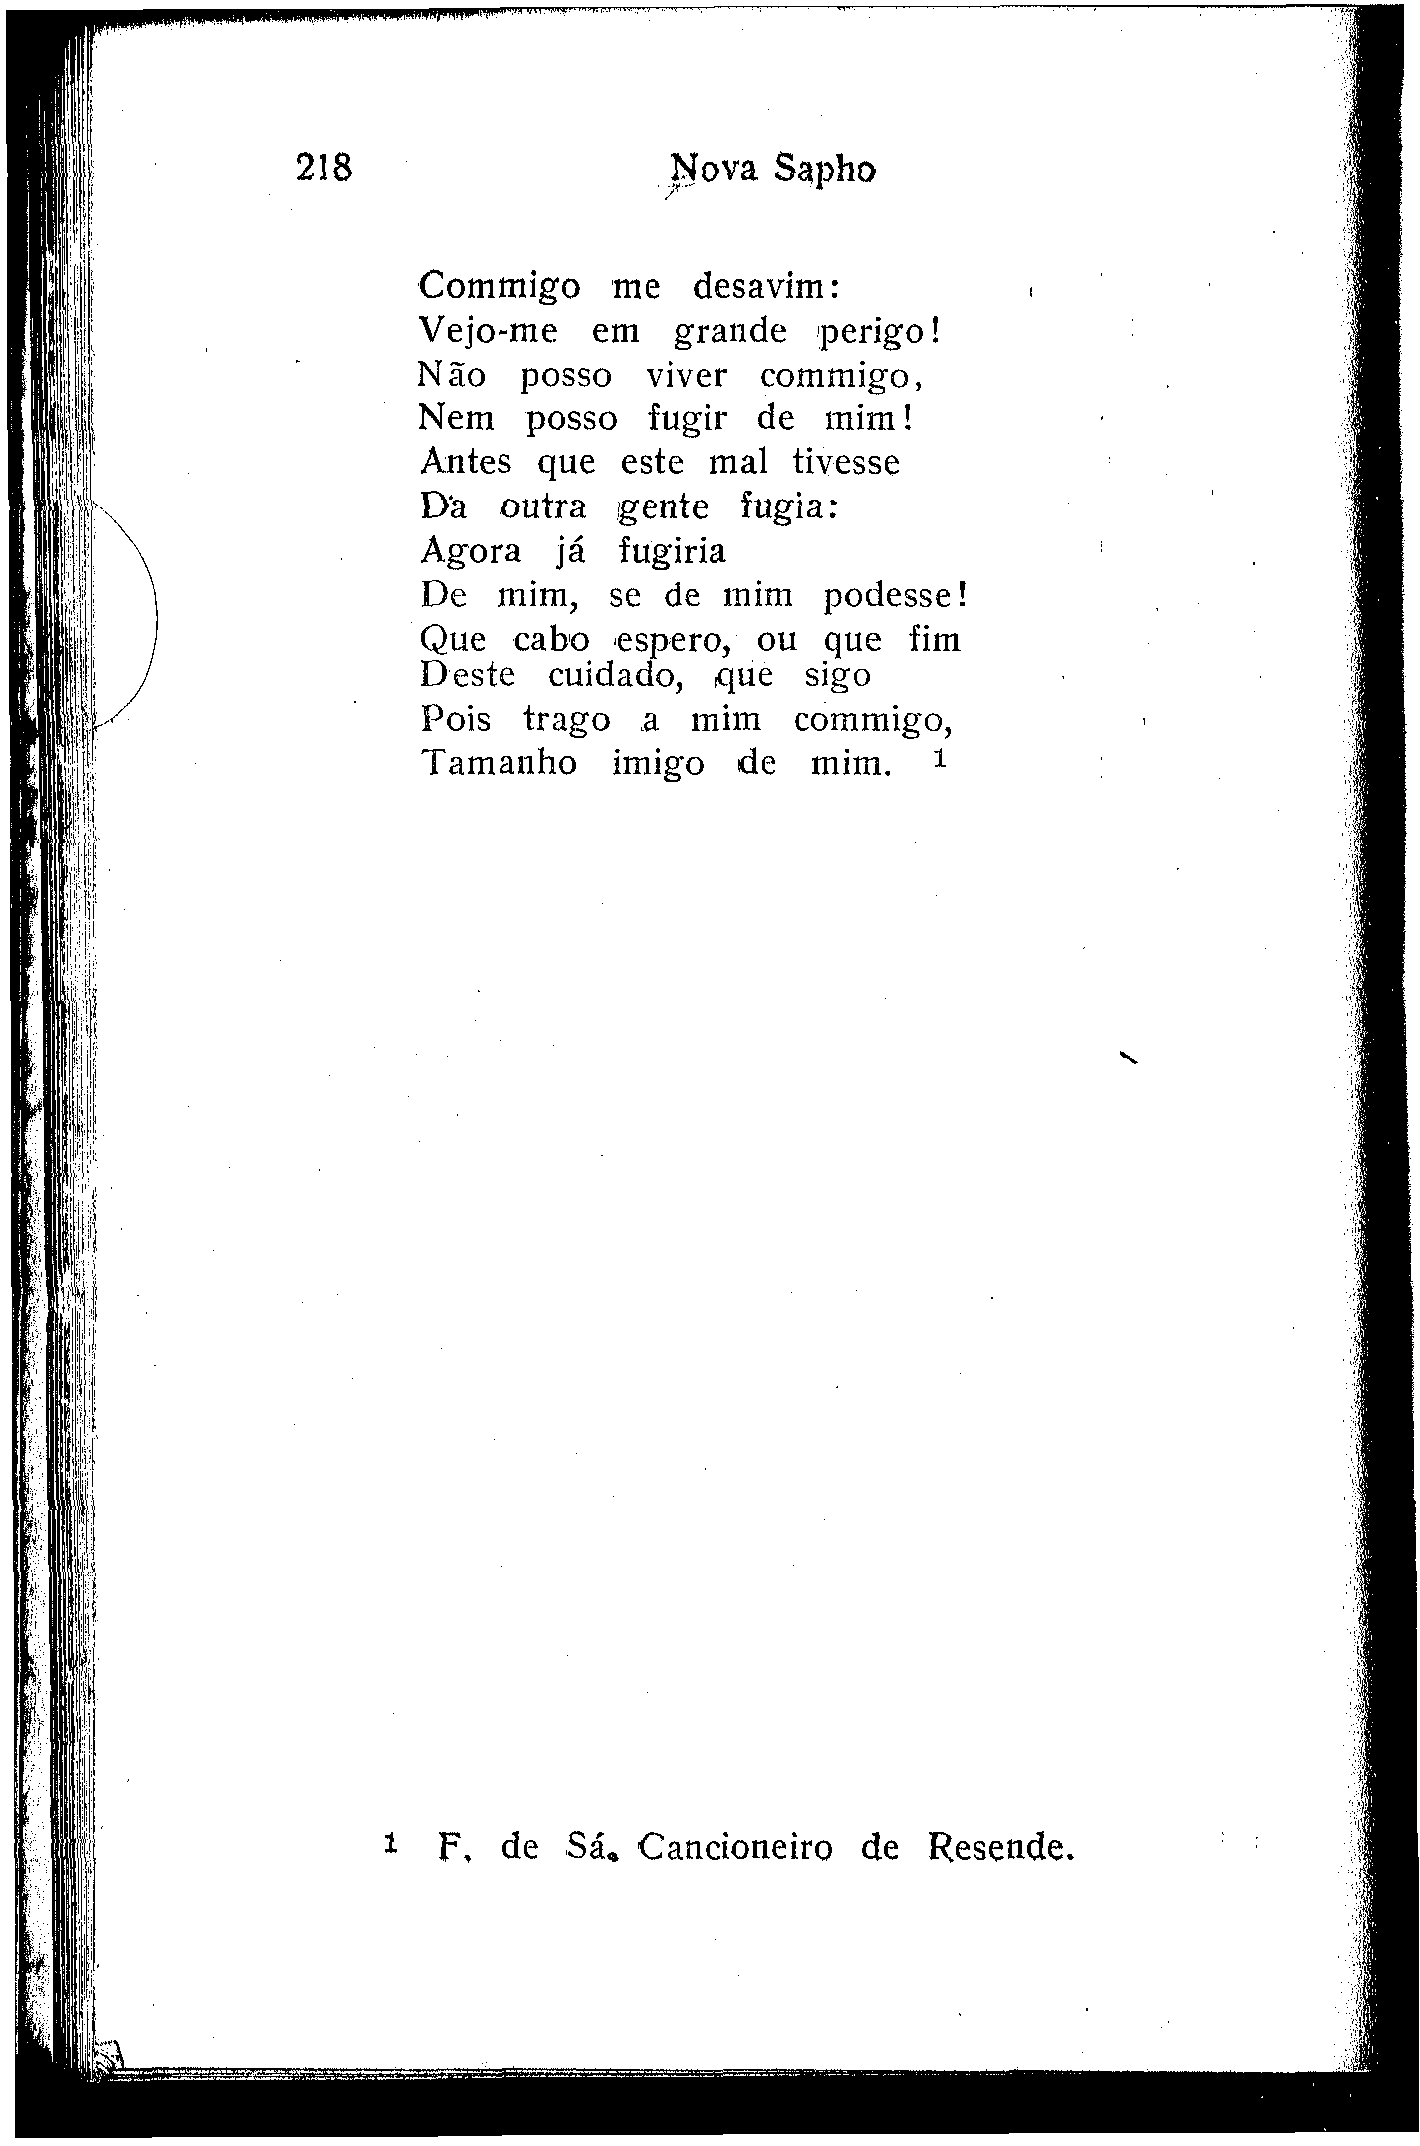 218 Nova Sapho
Commigo me desavim:
Vejo-me em grande perigo!
Não posso viver commigo,
Nem posso fugir de mim!
Antes que este mal tivesse
Da outra gente fugia:
Agora já fugiria
De mim, se de mim podesse!
Que cabo espero, ou que fim
Deste cuidado, que sigo
Pois trago a mim commigo,
Tamanho imigo de mim. 1
1 F. de Sá. Cancioneiro de Resende.